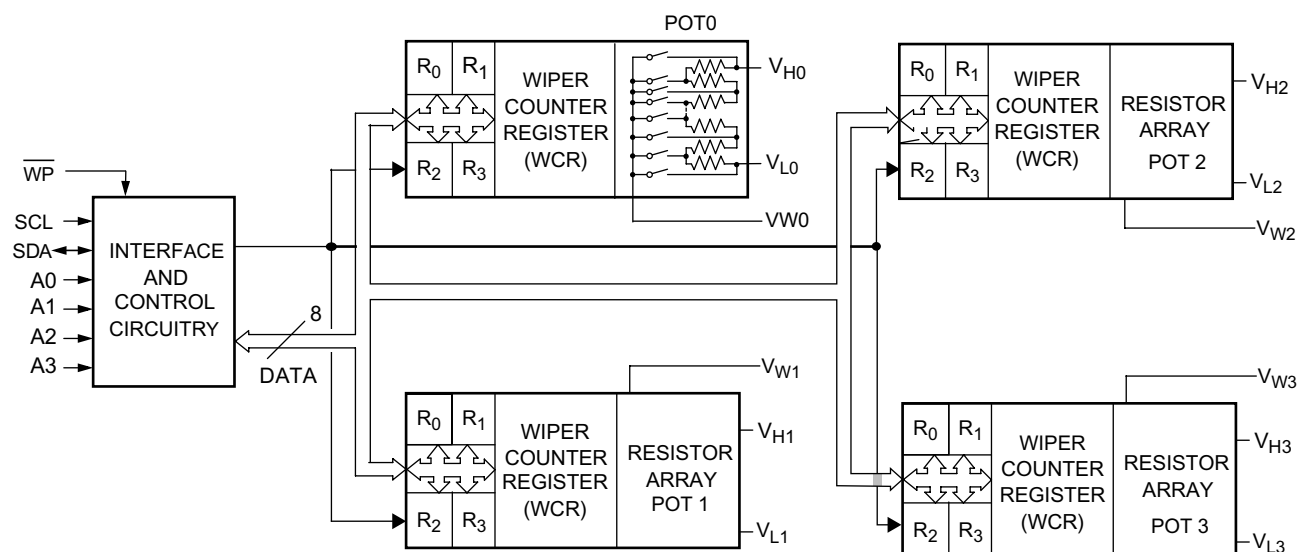 POT0
R0 R1
WIPER
COUNTER
REGISTER
(WCR)
R2 R3
VH0
VL0
VW0
R0 R1
WIPER
COUNTER
REGISTER
(WCR)
R2 R3
RESISTOR
ARRAY
POT 2
VH2
VL2
VW2
WP
SCL
SDA
A0
A1
A2
A3
INTERFACE
AND
CONTROL
CIRCUITRY
8
DATA
VW1
R0 R1
WIPER
COUNTER
REGISTER
(WCR)
R2 R3
RESISTOR
ARRAY
POT 1
VH1
VL1
VW3
R0 R1
WIPER
COUNTER
REGISTER
(WCR)
R2 R3
RESISTOR
ARRAY
POT 3
VH3
VL3